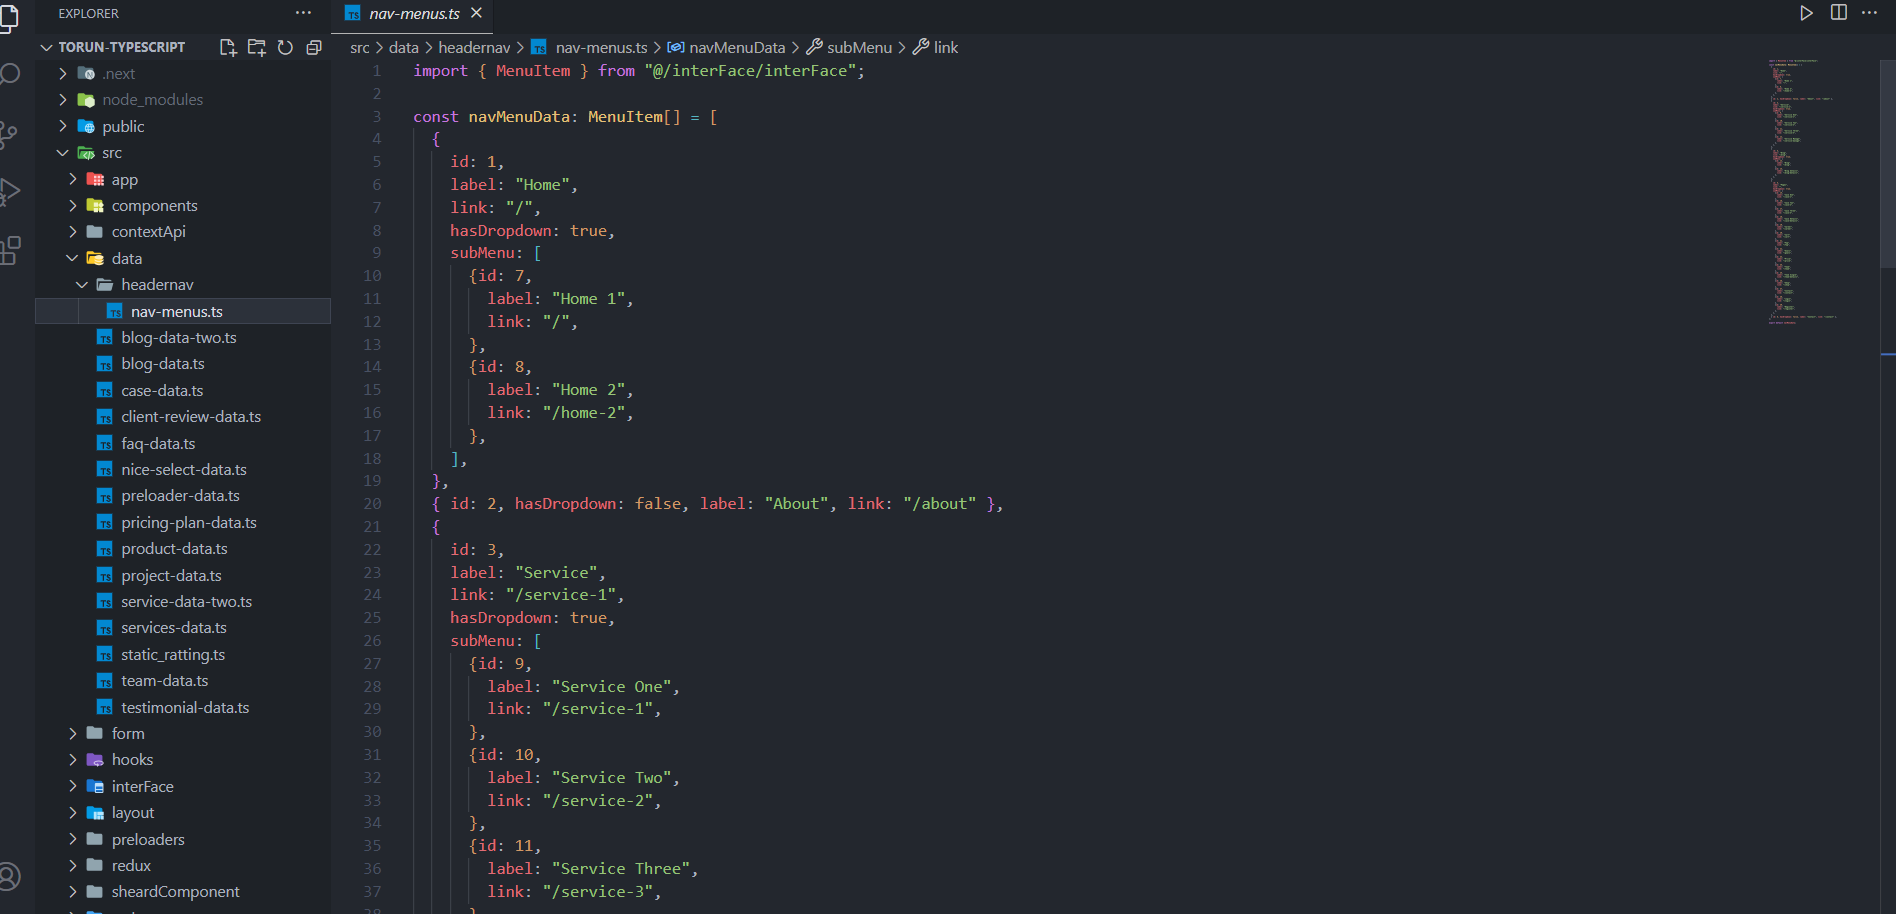 EXPLORER
TORUN-TYPESCRIPT
.next
node_modules
public
src
app
components
contextApi
data
headernav
nav-menus.ts
blog-data-two.ts
blog-data.ts
case-data.ts
client-review-data.ts
faq-data.ts
nice-select-data.ts
preloader-data.ts
pricing-plan-data.ts
product-data.ts
project-data.ts
service-data-two.ts
services-data.ts
static_ratting.ts
team-data.ts
testimonial-data.ts
form
hooks
interFace
layout
preloaders
redux
sheardComponent
nav-menus.ts
src > data > headernav > nav-menus.ts > navMenuData > subMenu > link
1 import { MenuItem } from "@/interFace/interFace";
2
3 const navMenuData: MenuItem[] = [
4 {
5 id: 1,
6 label: "Home",
7 link: "/",
8 hasDropdown: true,
9 subMenu: [
10 {id: 7,
11 label: "Home 1",
12 link: "/",
13 },
14 {id: 8,
15 label: "Home 2",
16 link: "/home-2",
17 },
18 ],
19 },
20 { id: 2, hasDropdown: false, label: "About", link: "/about" },
21 {
22 id: 3,
23 label: "Service",
24 link: "/service-1",
25 hasDropdown: true,
26 subMenu: [
27 {id: 9,
28 label: "Service One",
29 link: "/service-1",
30 },
31 {id: 10,
32 label: "Service Two",
33 link: "/service-2",
34 },
35 {id: 11,
36 label: "Service Three",
37 link: "/service-3",
38 }